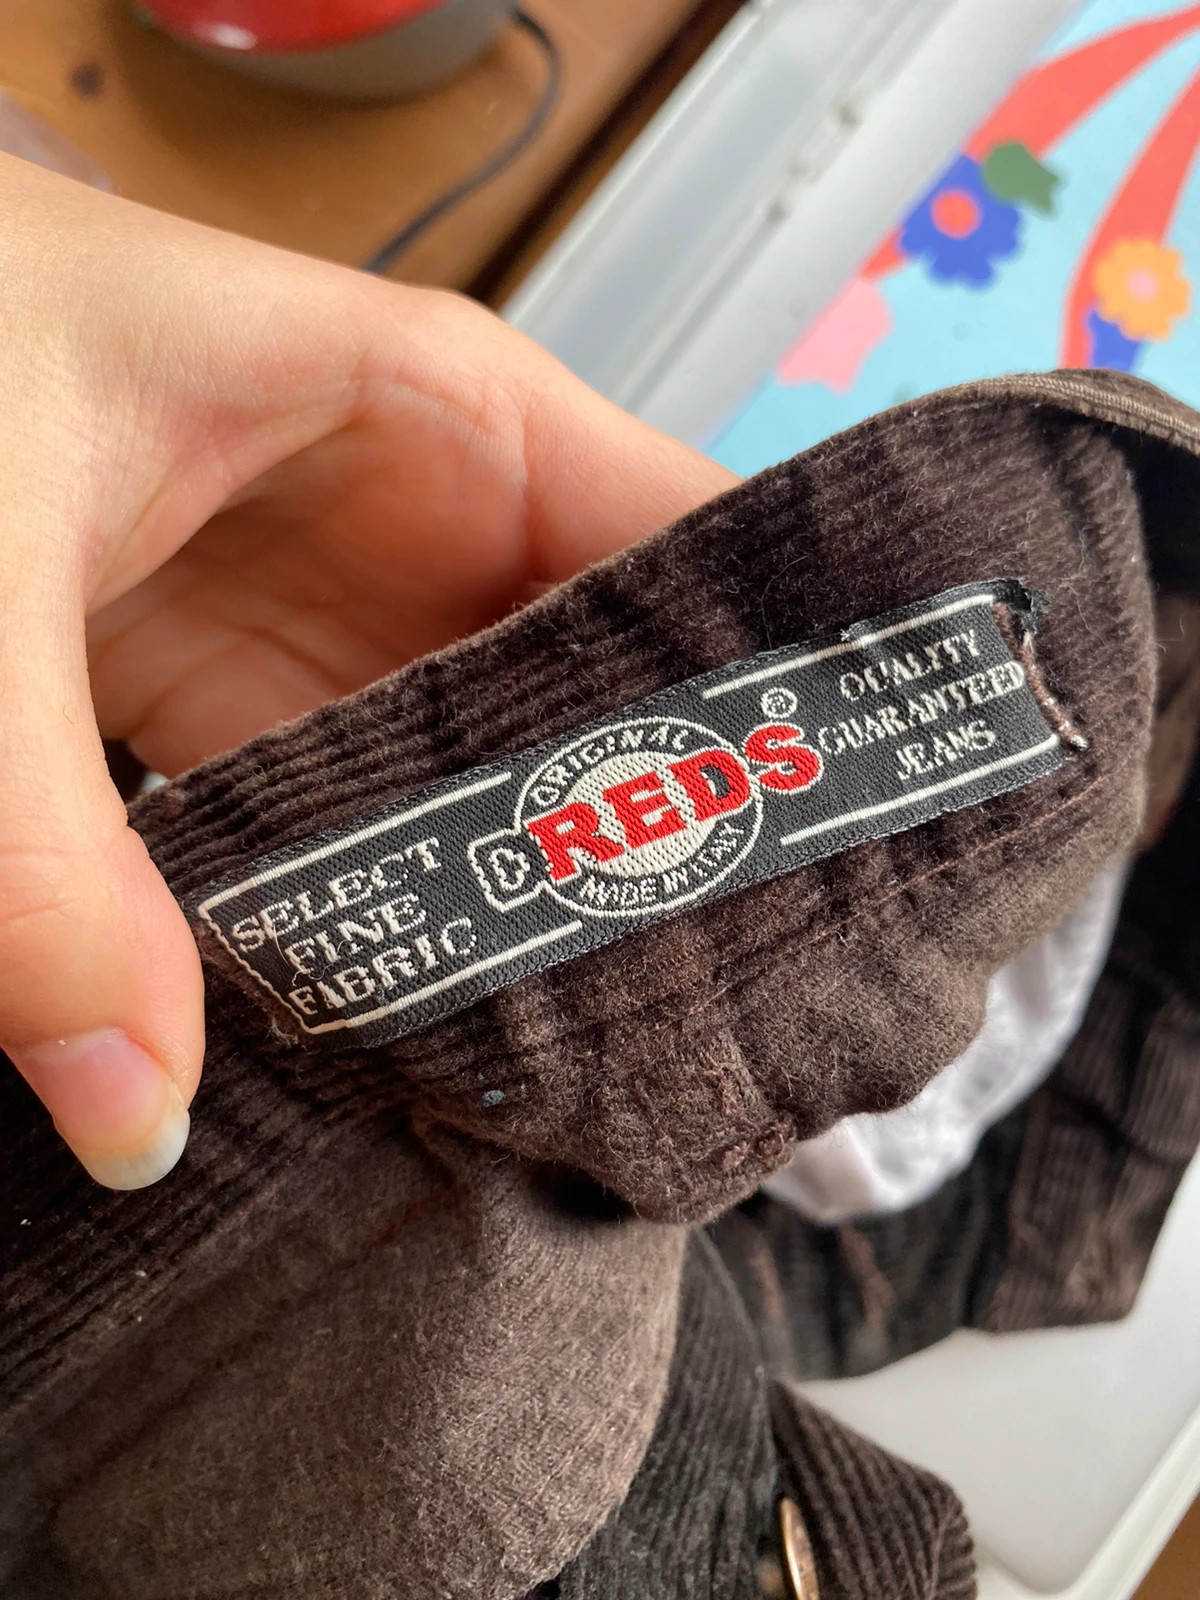 SELECT
FINE
FABRIC
ORIGINAL
REDS®
MADE IN ITALY
QUALITY
GUARANTEED
JEANS